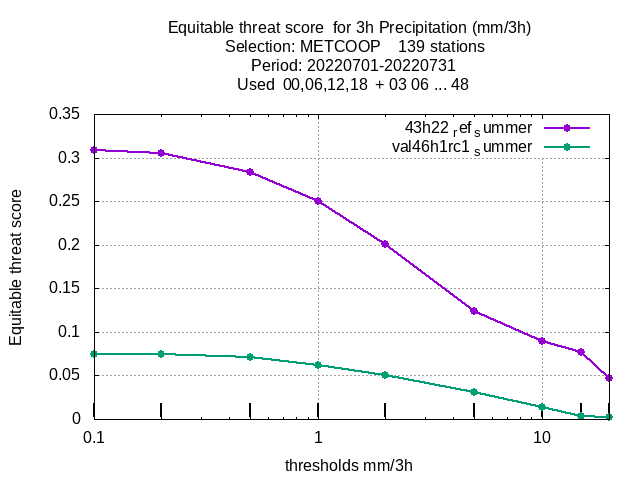 Equitable threat score for 3h Precipitation (mm/3h)
Selection: METCOOP 139 stations
Period: 20220701-20220731
Used 00,06,12,18 + 03 06 ... 48
0.35
43h22 refsummer
val46h1rc1 summer
0.3
0.25
0.2
0.15
0.1
0.05
0
Equitable threat score
0.1 1 10
thresholds mm/3h